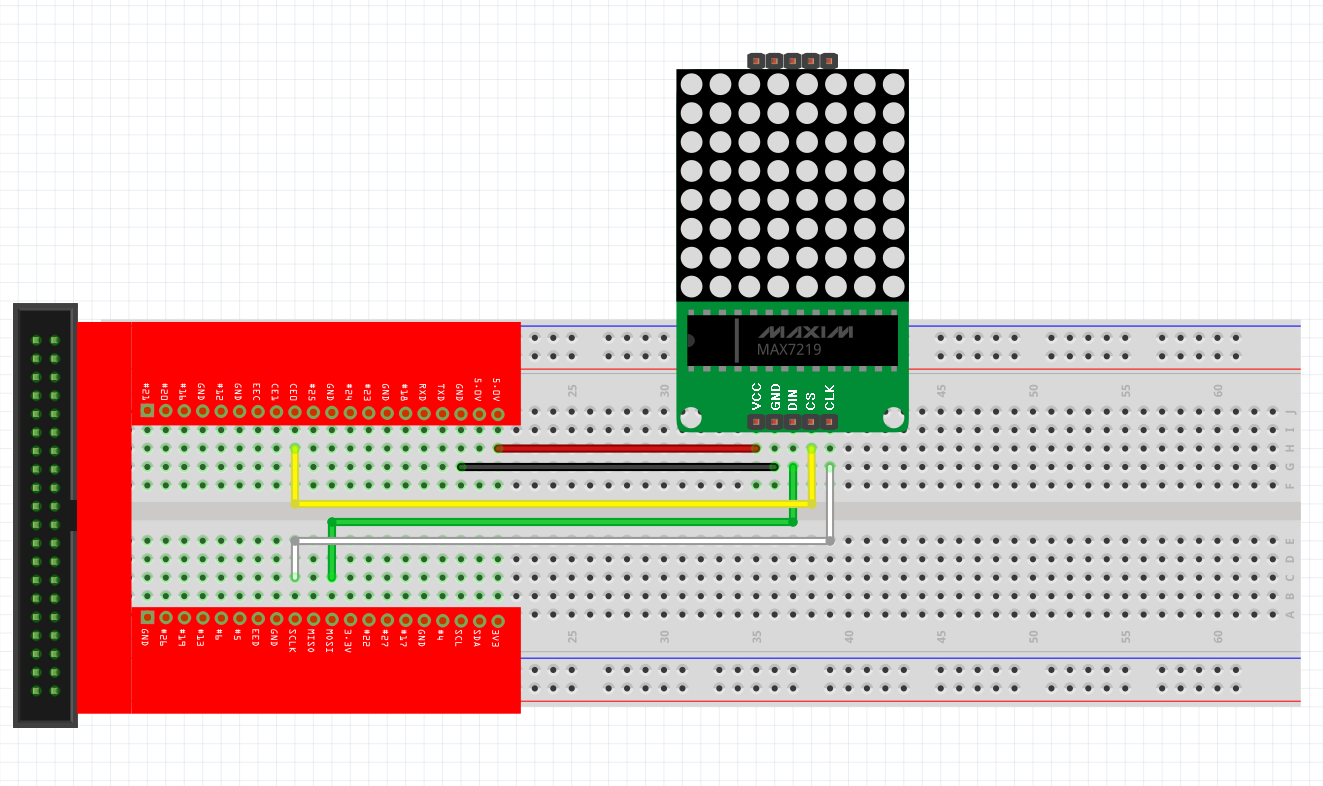 MAXIM
MAX7219
VCC GND DIN CS CLK
#21 #20 #16 GND #12 GND EEC CE1 CE0 #25 GND #24 #23 GND #18 RXD TXD GND 5.0V 5.0V
25 30 45 50 55 60
J
I
H
G
F
E
D
C
B
A
GND #26 #19 #13 #6 #5 EED GND SCLK MISO MOSI 3.3V #22 #27 #17 GND #4 SCL SDA 3V3
25 30 35 40 45 50 55 60